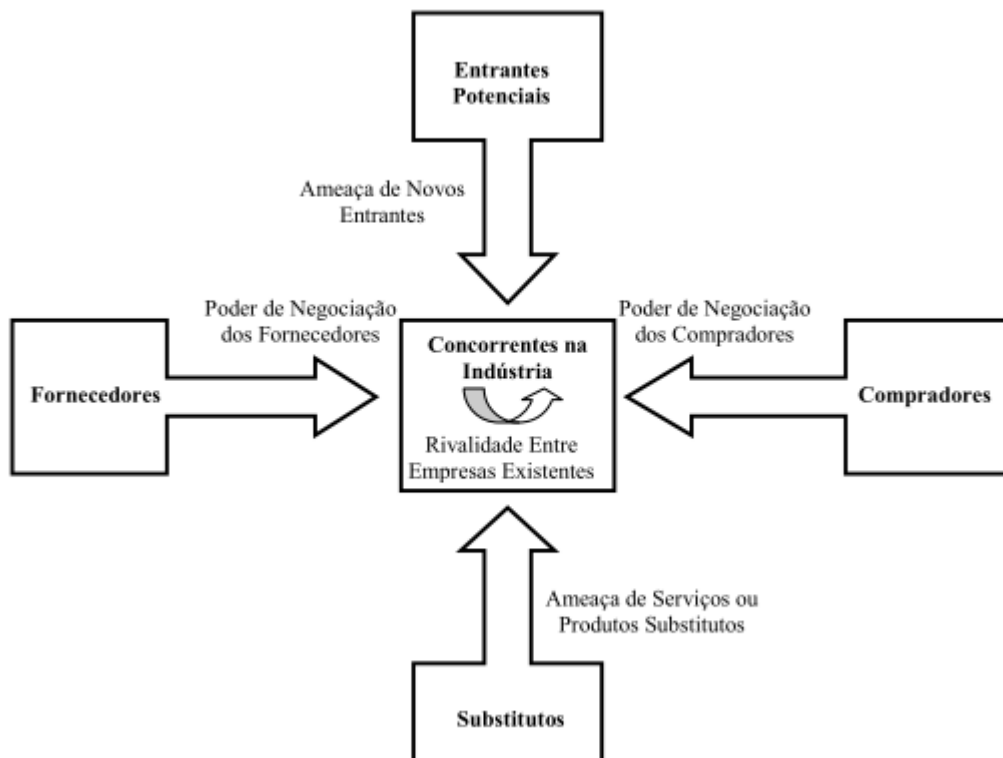 Entrantes
Potenciais
Ameaça de Novos
Entrantes
Poder de Negociação
dos Fornecedores
Poder de Negociação
dos Compradores
Fornecedores
Concorrentes na
Indústria
Rivalidade Entre
Empresas Existentes
Compradores
Ameaça de Serviços ou
Produtos Substitutos
Substitutos